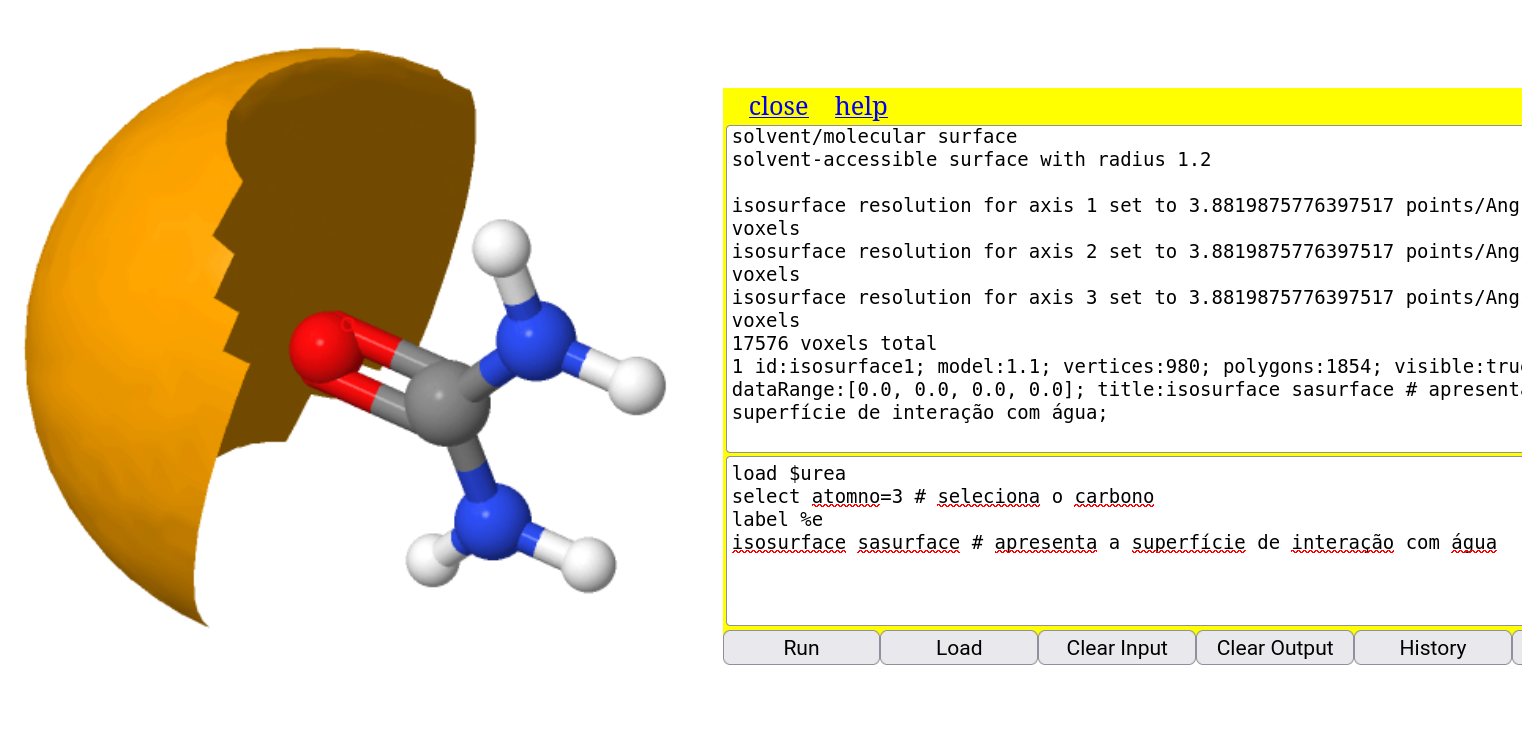 close help
solvent/molecular surface
solvent-accessible surface with radius 1.2
isosurface resolution for axis 1 set to 3.8819875776397517 points/Ang
voxels
isosurface resolution for axis 2 set to 3.8819875776397517 points/Ang
voxels
isosurface resolution for axis 3 set to 3.8819875776397517 points/Ang
voxels
17576 voxels total
1 id:isosurface1; model:1.1; vertices:980; polygons:1854; visible:true
dataRange:[0.0, 0.0, 0.0, 0.0]; title:isosurface sasurface # apresenta
superfície de interação com água;
load $urea
select atomno=3 # seleciona o carbono
label %e
isosurface sasurface # apresenta a superfície de interação com água
Run Load Clear Input Clear Output History